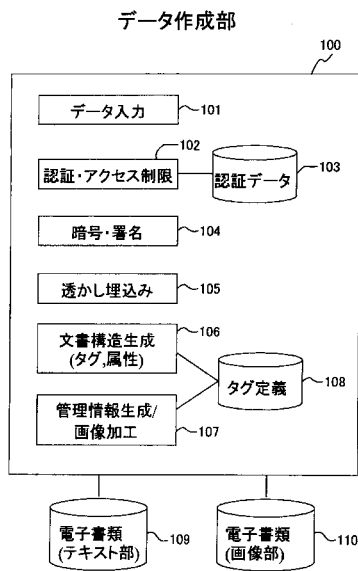 データ作成部
100
データ入力
101
102
認証・アクセス制限
認証データ
103
暗号・署名
104
透かし埋込み
105
106
文書構造生成
(タグ,属性)
タグ定義
108
管理情報生成/
画像加工
107
電子書類
(テキスト部)
109
電子書類
(画像部)
110